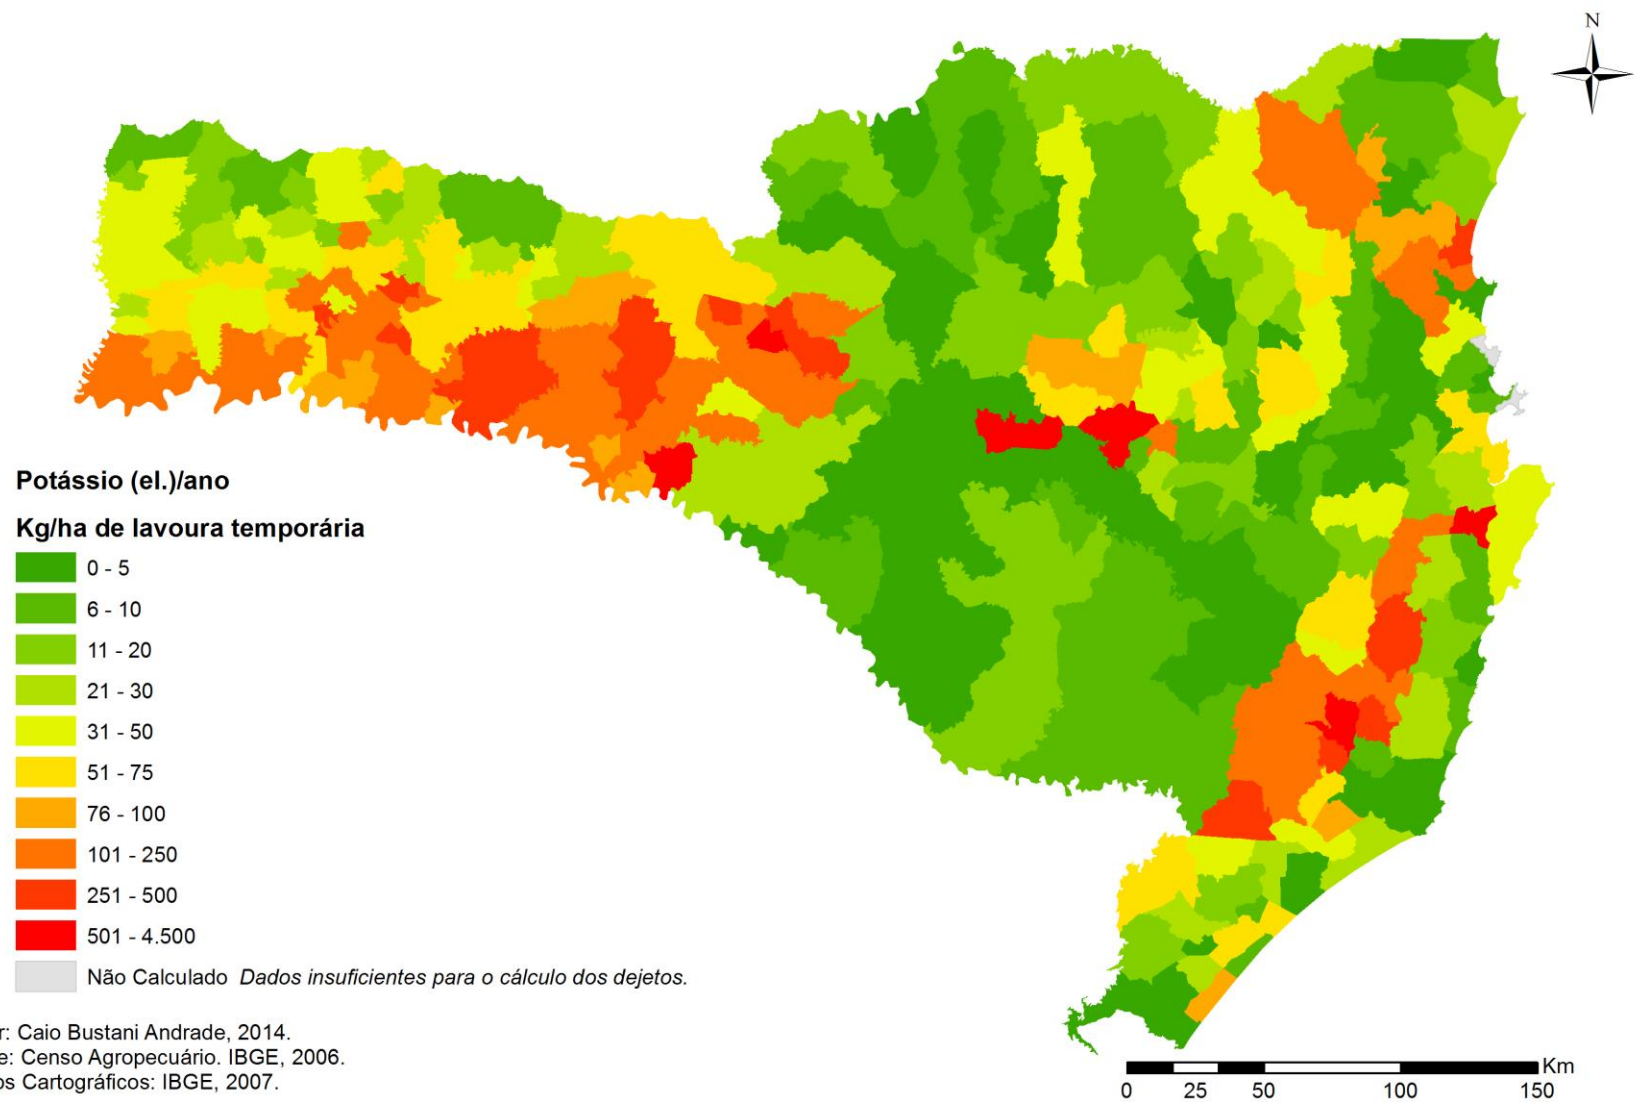 N
Potássio (el.)/ano
Kg/ha de lavoura temporária
0 - 5
6 - 10
11 - 20
21 - 30
31 - 50
51 - 75
76 - 100
101 - 250
251 - 500
501 - 4.500
Não Calculado Dados insuficientes para o cálculo dos dejetos.
r: Caio Bustani Andrade, 2014.
e: Censo Agropecuário. IBGE, 2006.
os Cartográficos: IBGE, 2007.
Km
0 25 50 100 150